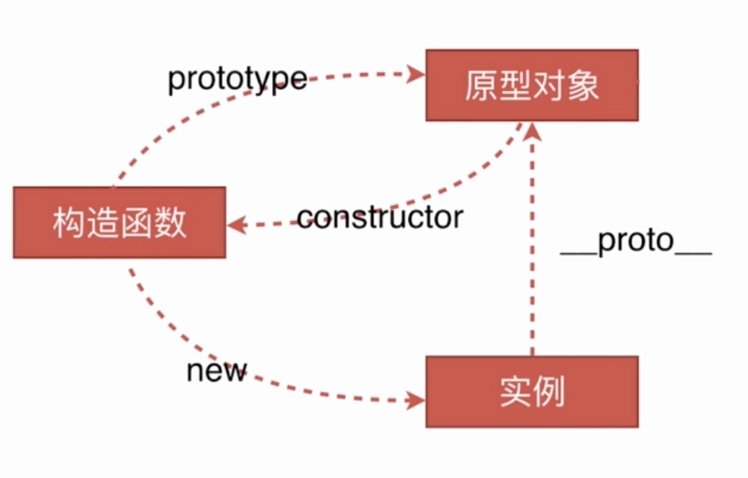 prototype
原型对象
构造函数
constructor
__proto__
new
实例